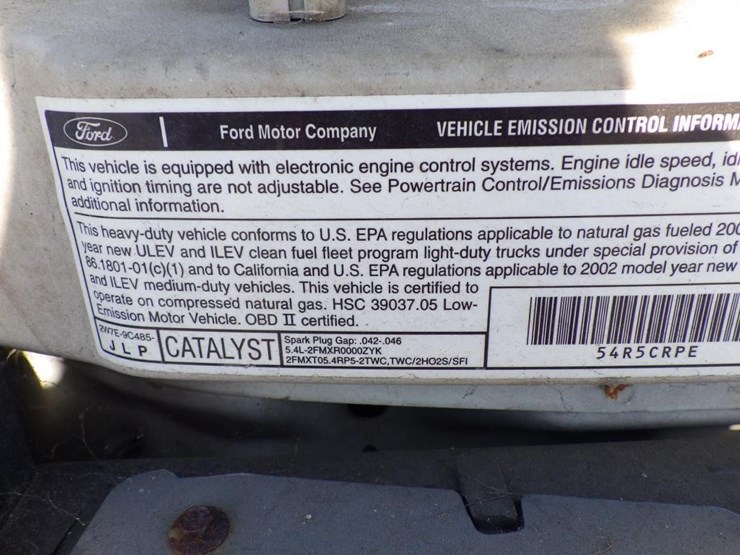 Ford
Ford Motor Company
VEHICLE EMISSION CONTROL
This vehicle is equipped with electronic engine control systems. Engine idle speed,
and ignition timing are not adjustable. See Powertrain Control/Emissions Diagnosis
additional information.
This heavy-duty vehicle conforms to U.S. EPA regulations applicable to natural gas fueled
year new ULEV and ILEV clean fuel fleet program light-duty trucks under special provision of
86.1801-01(c)(1) and to California and U.S. EPA regulations applicable to 2002 model year new
and ILEV medium-duty vehicles. This vehicle is certified to
operate on compressed natural gas. HSC 39037.05 Low-
Emission Motor Vehicle. OBD II certified.
2W7E-9C485-
J L P
CATALYST
Spark Plug Gap: .042-.046
5.4L-2FMXR0000ZYK
2FMXT05.4RP5-2TWC,TWC/2HO2S/SFI
54R5CRPE